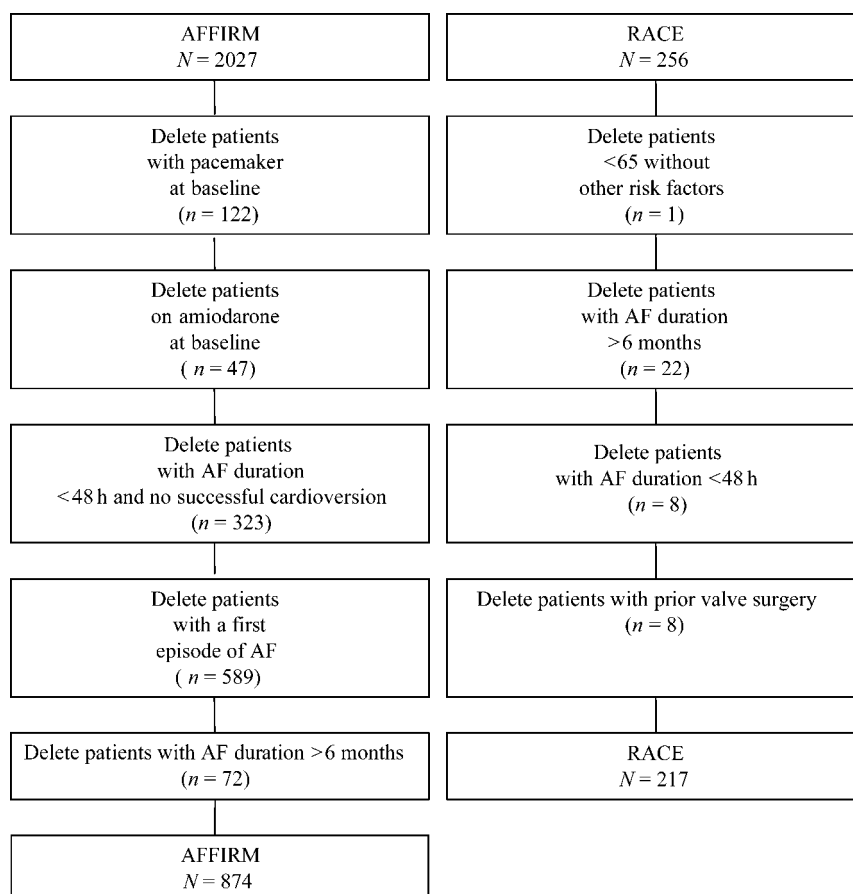 AFFIRM
N = 2027
Delete patients
with pacemaker
at baseline
(n = 122)
Delete patients
on amiodarone
at baseline
( n = 47)
Delete patients
with AF duration
<48 h and no successful cardioversion
(n = 323)
Delete patients
with a first
episode of AF
( n = 589)
Delete patients with AF duration >6 months
(n = 72)
AFFIRM
N = 874
RACE
N = 256
Delete patients
<65 without
other risk factors
(n = 1)
Delete patients
with AF duration
>6 months
(n = 22)
Delete patients
with AF duration <48 h
(n = 8)
Delete patients with prior valve surgery
(n = 8)
RACE
N = 217